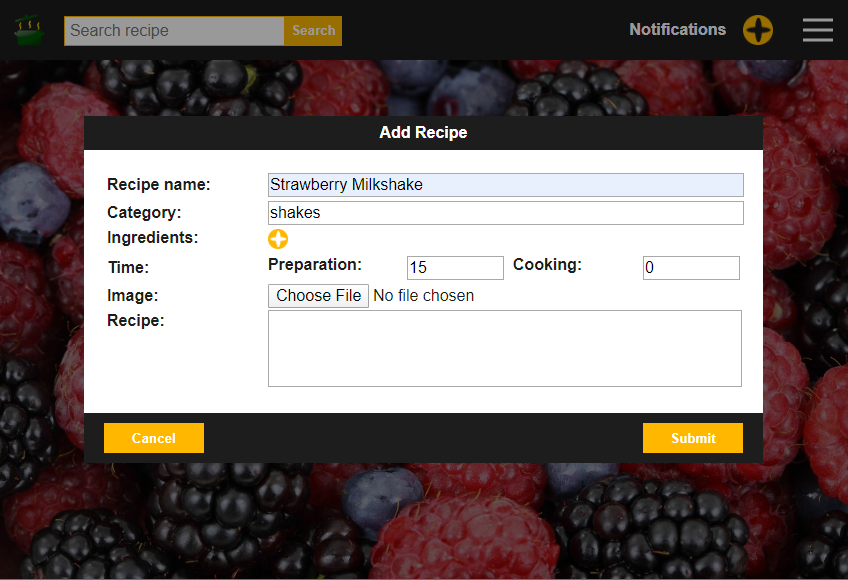 Search recipe Search Notifications
Add Recipe
Recipe name: Strawberry Milkshake
Category: shakes
Ingredients:
Time: Preparation: 15 Cooking: 0
Image: Choose File No file chosen
Recipe:
Cancel Submit